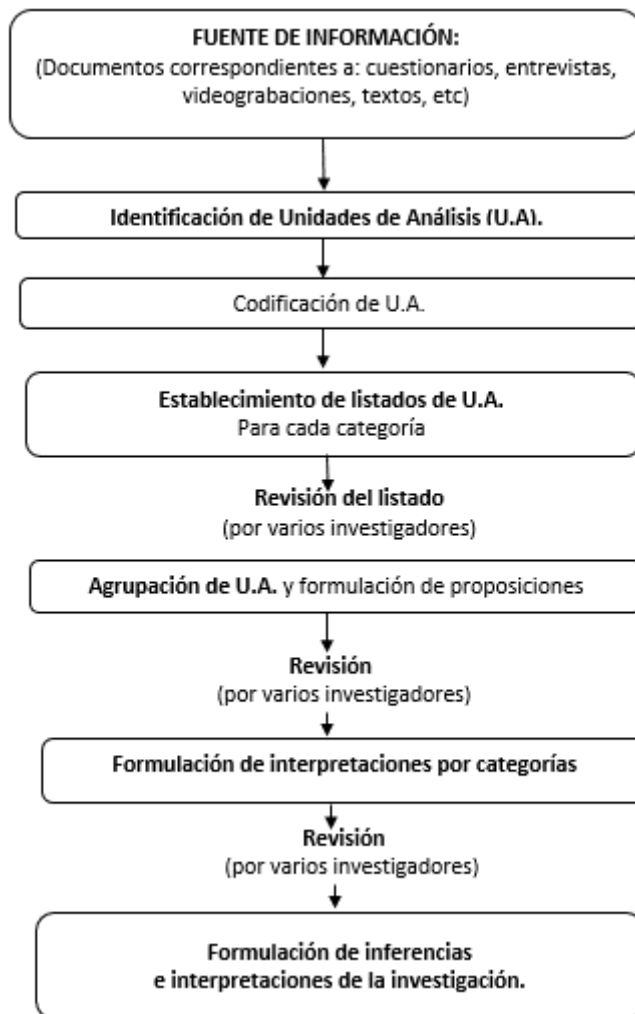 FUENTE DE INFORMACIÓN:
(Documentos correspondientes a: cuestionarios, entrevistas,
videograbaciones, textos, etc)
Identificación de Unidades de Análisis (U.A).
Codificación de U.A.
Establecimiento de listados de U.A.
Para cada categoría
Revisión del listado
(por varios investigadores)
Agrupación de U.A. y formulación de proposiciones
Revisión
(por varios investigadores)
Formulación de interpretaciones por categorías
Revisión
(por varios investigadores)
Formulación de inferencias
e interpretaciones de la investigación.